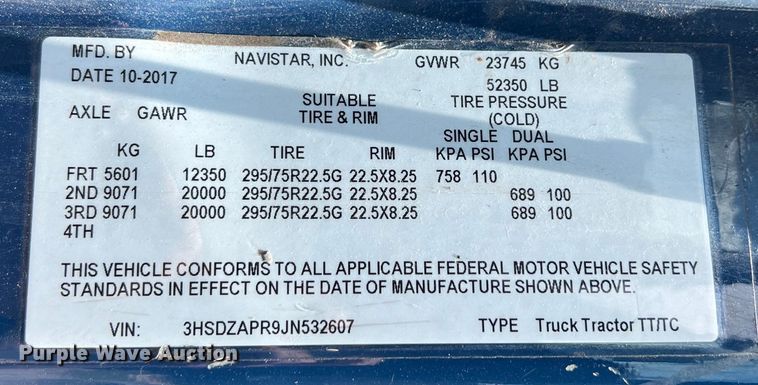 MFD. BY NAVISTAR, INC. GVWR 23745 KG
DATE 10-2017 52350 LB
SUITABLE TIRE PRESSURE
AXLE GAWR TIRE & RIM (COLD)
SINGLE DUAL
KG LB TIRE RIM KPA PSI KPA PSI
FRT 5601 12350 295/75R22.5G 22.5X8.25 758 110
2ND 9071 20000 295/75R22.5G 22.5X8.25 689 100
3RD 9071 20000 295/75R22.5G 22.5X8.25 689 100
4TH
THIS VEHICLE CONFORMS TO ALL APPLICABLE FEDERAL MOTOR VEHICLE SAFETY
STANDARDS IN EFFECT ON THE DATE OF MANUFACTURE SHOWN ABOVE.
VIN: 3HSDZAPR9JN532607 TYPE Truck Tractor TT/TC
Purple Wave Auction